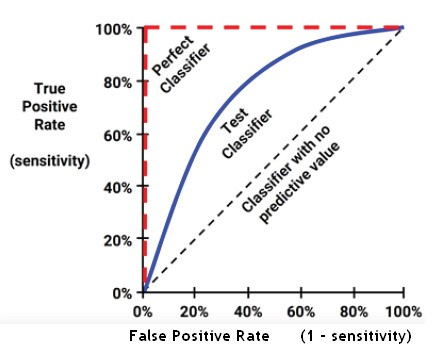 100%
80%
60%
40%
20%
0%
True
Positive
Rate
(sensitivity)
Perfect
Classifier
Test
Classifier
Classifier with no
predictive value
0%
20%
40%
60%
80%
100%
False Positive Rate (1 - sensitivity)